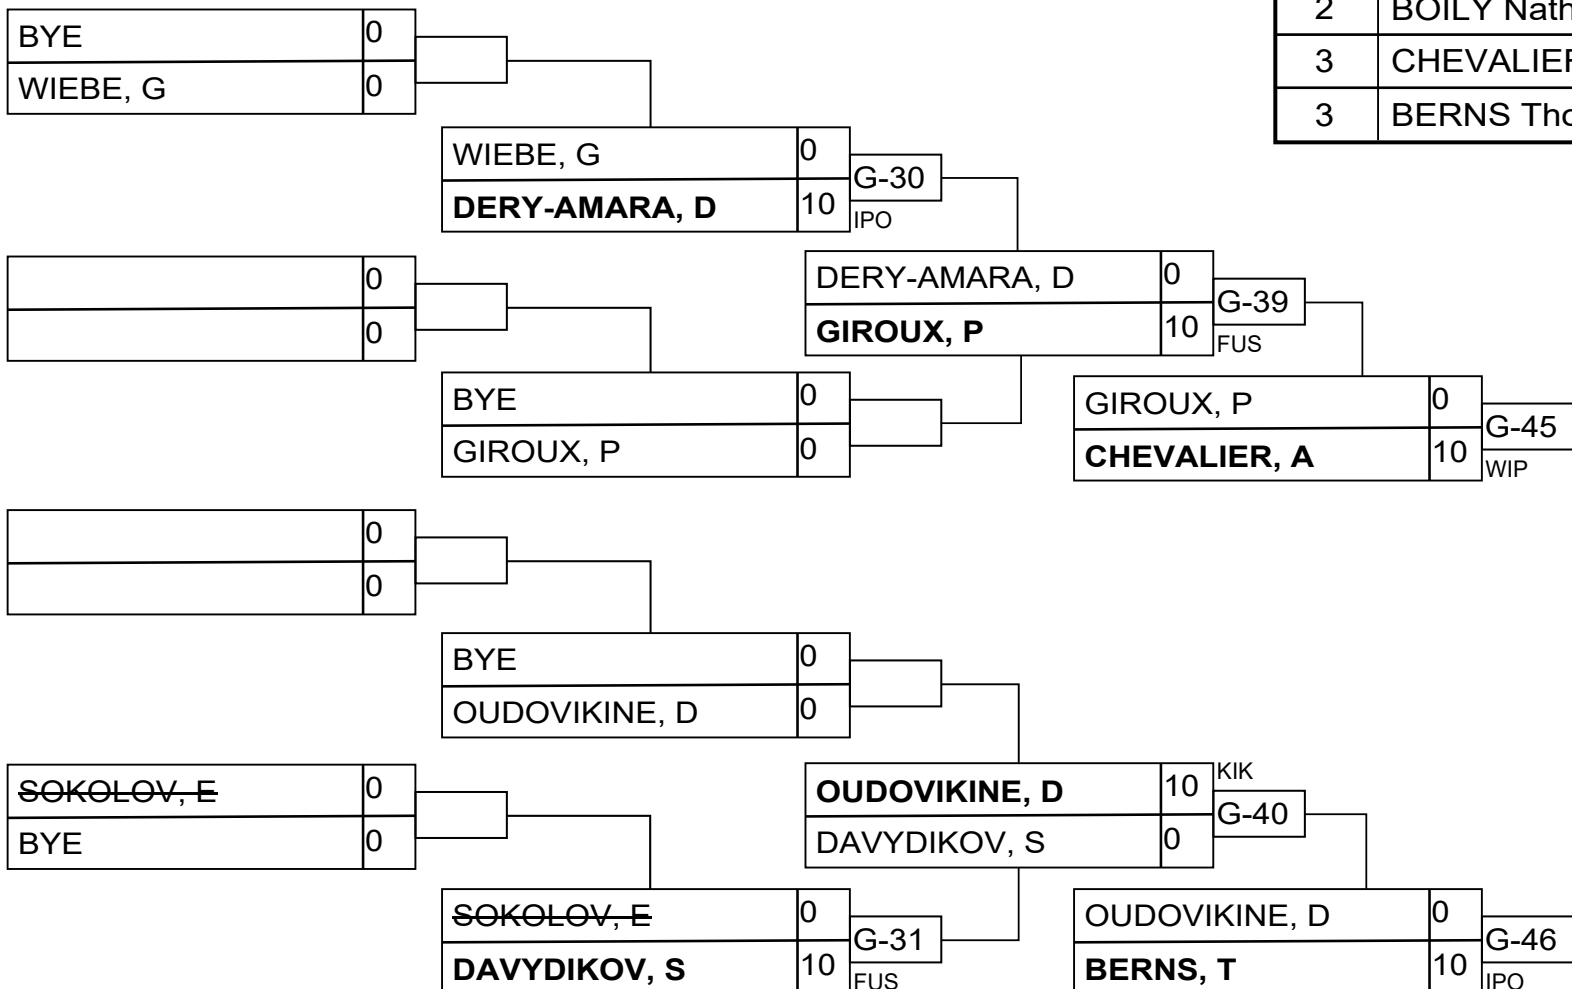 2 BOILY Nath
3 CHEVALIER
3 BERNS Tho
BYE 0
WIEBE, G 0
WIEBE, G 0
DERY-AMARA, D 10
G-30
IPO
0
0
DERY-AMARA, D 0
GIROUX, P 10
G-39
FUS
BYE 0
GIROUX, P 0
GIROUX, P 0
CHEVALIER, A 10
G-45
WIP
0
0
BYE 0
OUDOVIKINE, D 0
SOKOLOV, E 0
BYE 0
OUDOVIKINE, D 10
DAVYDIKOV, S 0
KIK
G-40
SOKOLOV, E 0
DAVYDIKOV, S 10
G-31
FUS
OUDOVIKINE, D 0
BERNS, T 10
G-46
IPO